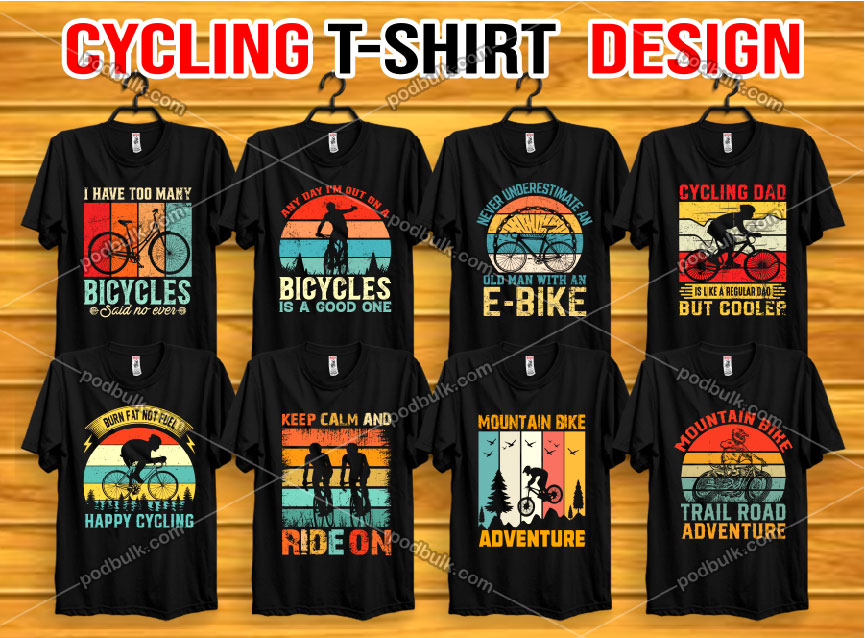 CYCLING T-SHIRT DESIGN
I HAVE TOO MANY
BICYCLES
Said no ever
ANY DAY I'M OUT ON A
BICYCLES
IS A GOOD ONE
NEVER UNDERESTIMATE AN
OLD MAN WITH AN
E-BIKE
CYCLING DAD
IS LIKE A REGULAR DAD
BUT COOLER
BURN FAT NOT FUEL
HAPPY CYCLING
KEEP CALM AND
RIDE ON
MOUNTAIN BIKE
ADVENTURE
MOUNTAIN BIKE
TRAIL ROAD
ADVENTURE
podbulk.com